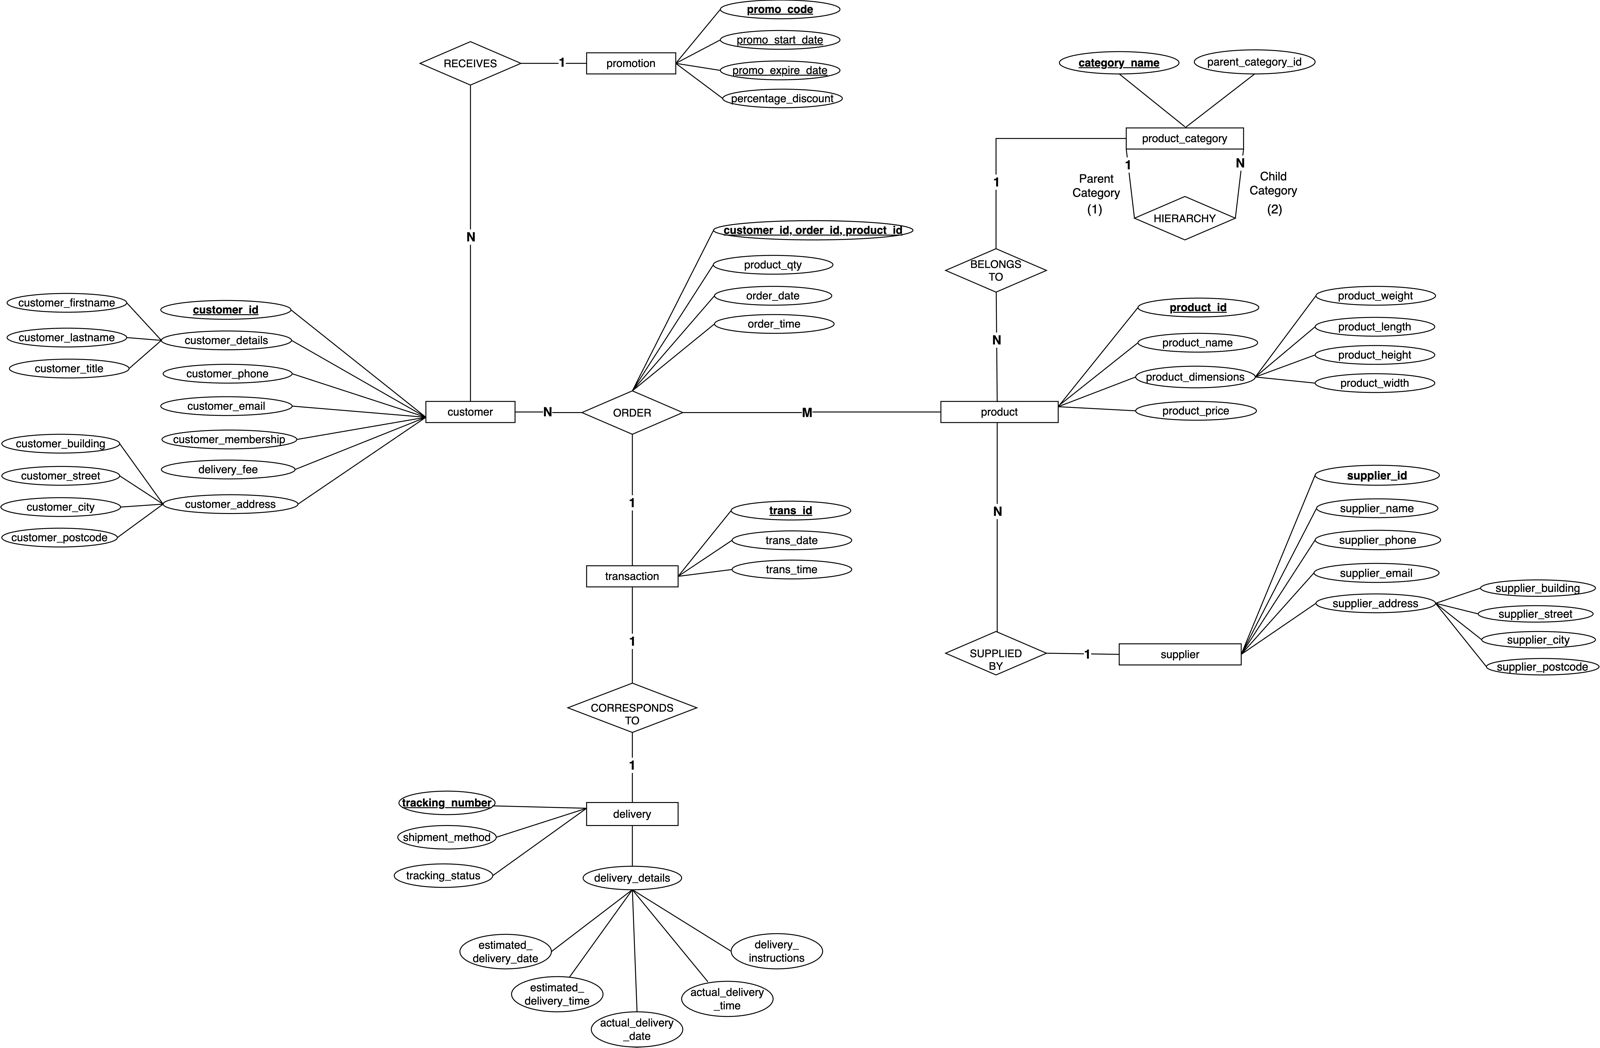 promo_code
RECEIVES
1
promotion
promo_start_date
promo_expire_date
percentage_discount
category_name
parent_category_id
product_category
1
N
Parent
Category
(1)
Child
Category
(2)
HIERARCHY
1
BELONGS
TO
N
N
customer_id, order_id, product_id
product_qty
order_date
order_time
customer_firstname
customer_lastname
customer_title
customer_id
customer_details
customer_phone
customer_email
customer_membership
delivery_fee
customer_address
customer_building
customer_street
customer_city
customer_postcode
customer
N
ORDER
M
product
product_id
product_name
product_dimensions
product_price
product_weight
product_length
product_height
product_width
1
transaction
trans_id
trans_date
trans_time
N
SUPPLIED
BY
1
supplier
supplier_id
supplier_name
supplier_phone
supplier_email
supplier_address
supplier_building
supplier_street
supplier_city
supplier_postcode
1
CORRESPONDS
TO
1
tracking_number
shipment_method
tracking_status
delivery
delivery_details
estimated_
delivery_date
estimated_
delivery_time
actual_delivery
_date
actual_delivery
_time
delivery_
instructions